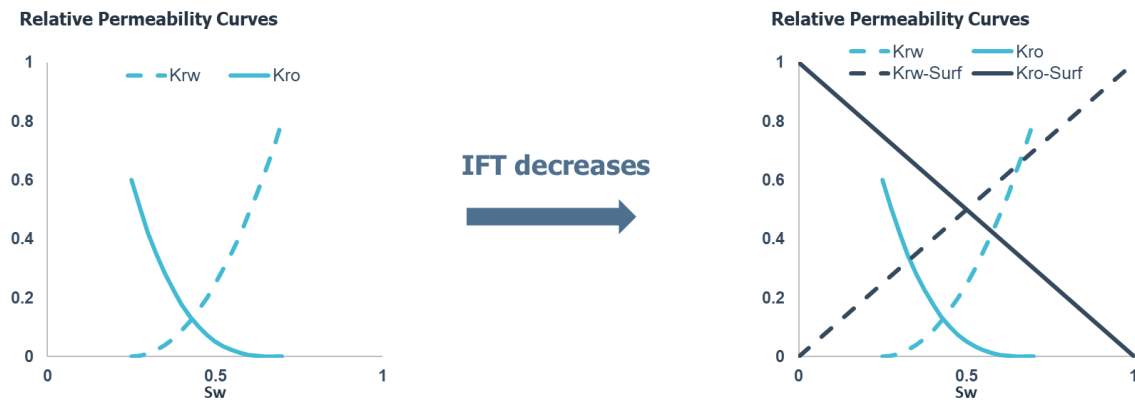 Relative Permeability Curves
Krw Kro
1
0.8
0.6
0.4
0.2
0
0 0.5 1
Sw
IFT decreases
Relative Permeability Curves
Krw Kro
Krw-Surf Kro-Surf
1
0.8
0.6
0.4
0.2
0
0 0.5 1
Sw